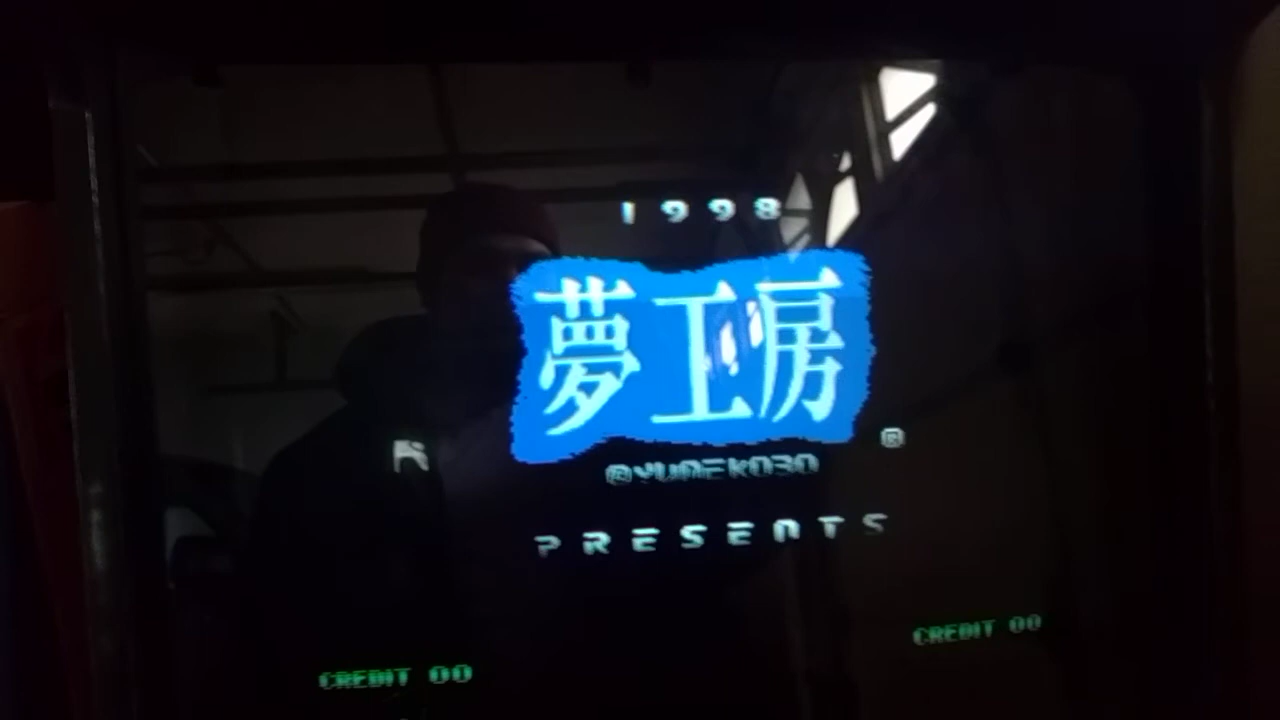 1998
夢工房
®
@YUMEKOBO
PRESENTS
CREDIT 00
CREDIT 00